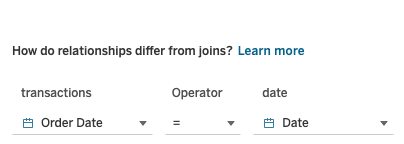 How do relationships differ from joins? Learn more
transactions Operator date
Order Date = Date